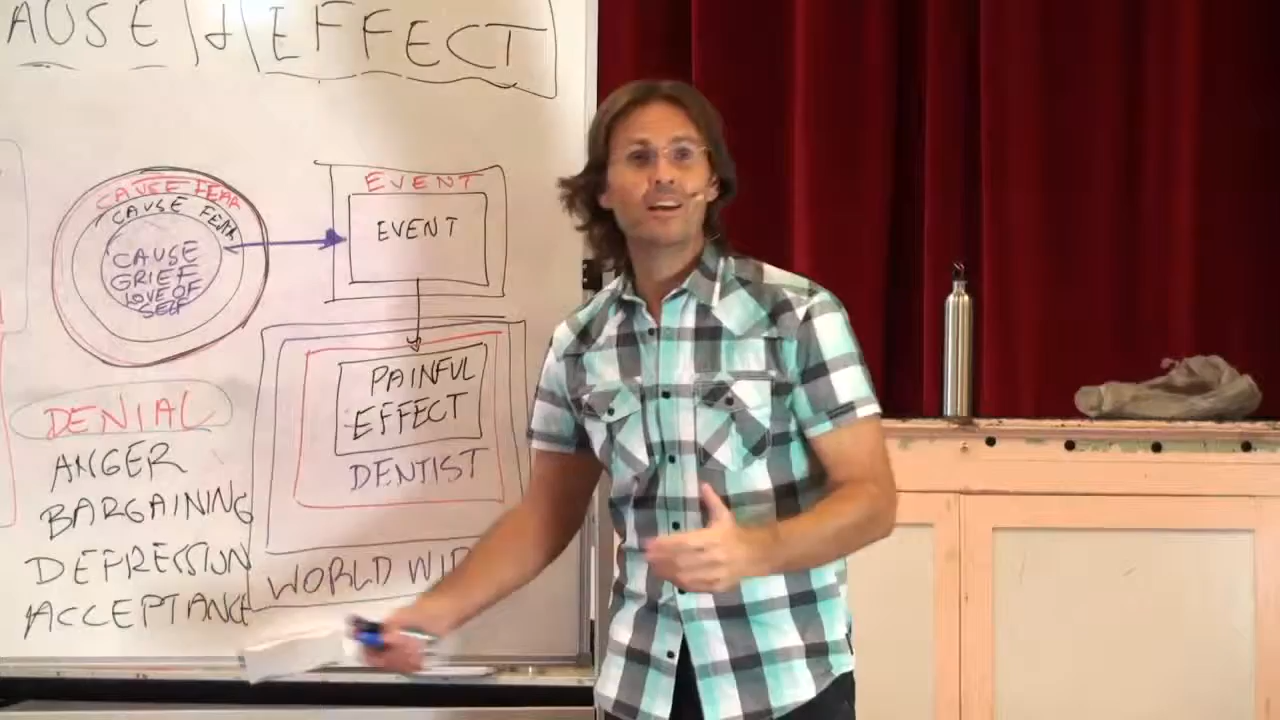 AUSE & EFFECT
CAUSE FEAR
CAUSE FEAR
CAUSE
GRIEF
LOVE OF
SELF
EVENT
EVENT
PAINFUL
EFFECT
DENTIST
WORLD WID
DENIAL
ANGER
BARGAINING
DEPRESSION
ACCEPTANCE